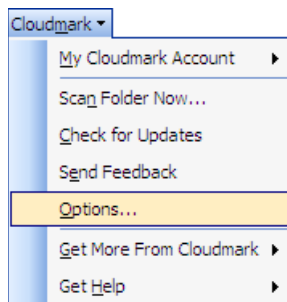 Cloudmark
My Cloudmark Account
Scan Folder Now...
Check for Updates
Send Feedback
Options...
Get More From Cloudmark
Get Help